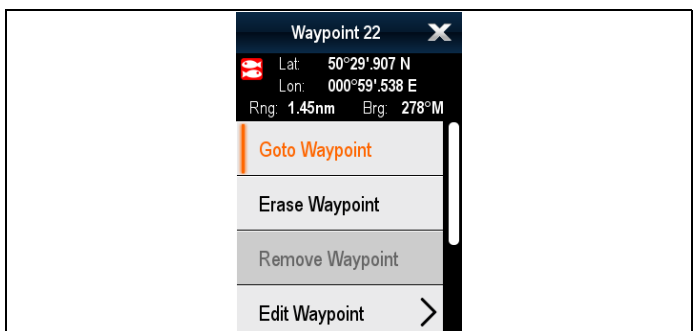 Waypoint 22
Lat: 50°29'.907 N
Lon: 000°59'.538 E
Rng: 1.45nm Brg: 278°M
Goto Waypoint
Erase Waypoint
Remove Waypoint
Edit Waypoint